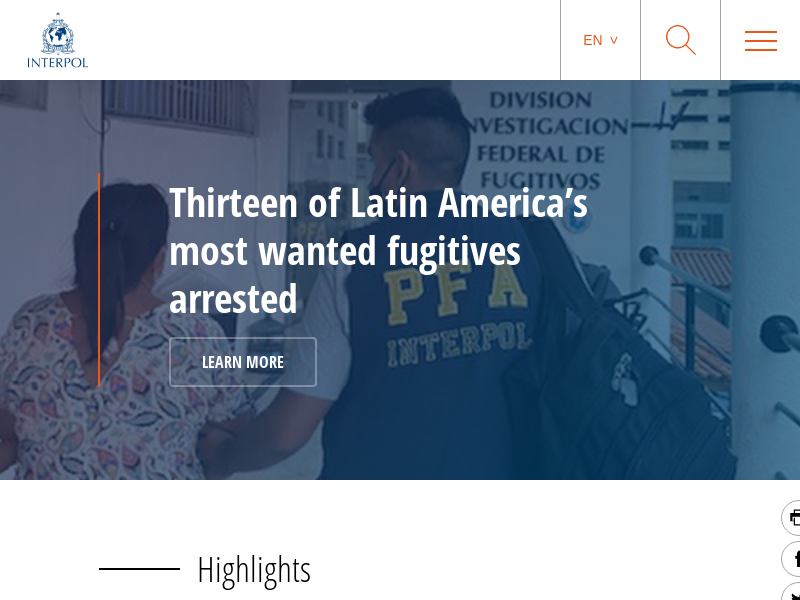 INTERPOL
EN
DIVISION
INVESTIGACION
FEDERAL DE
FUGITIVOS
Thirteen of Latin America’s
most wanted fugitives
arrested
PFA
INTERPOL
LEARN MORE
Highlights